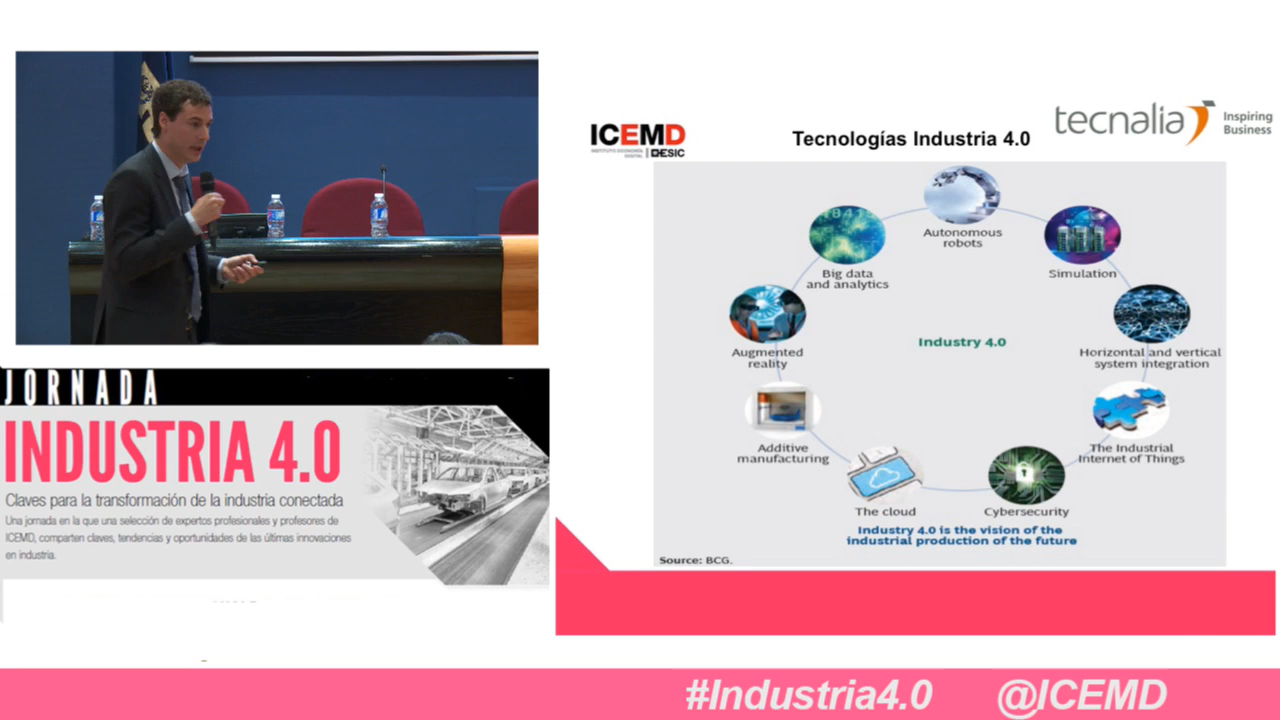 JORNADA
INDUSTRIA 4.0
Claves para la transformación de la industria conectada
Una jornada en la que una selección de expertos profesionales y profesores de
ICEMD, comparten claves, tendencias y oportunidades de las últimas innovaciones
en industria.
ICEMD
INSTITUTO ECONOMÍA
DIGITAL
ESIC
Tecnologías Industria 4.0
tecnalia
Inspiring
Business
Autonomous
robots
Simulation
Horizontal and vertical
system integration
The Industrial
Internet of Things
Cybersecurity
The cloud
Additive
manufacturing
Augmented
reality
Big data
and analytics
Industry 4.0
Industry 4.0 is the vision of the
industrial production of the future
Source: BCG.
#Industria4.0
@ICEMD